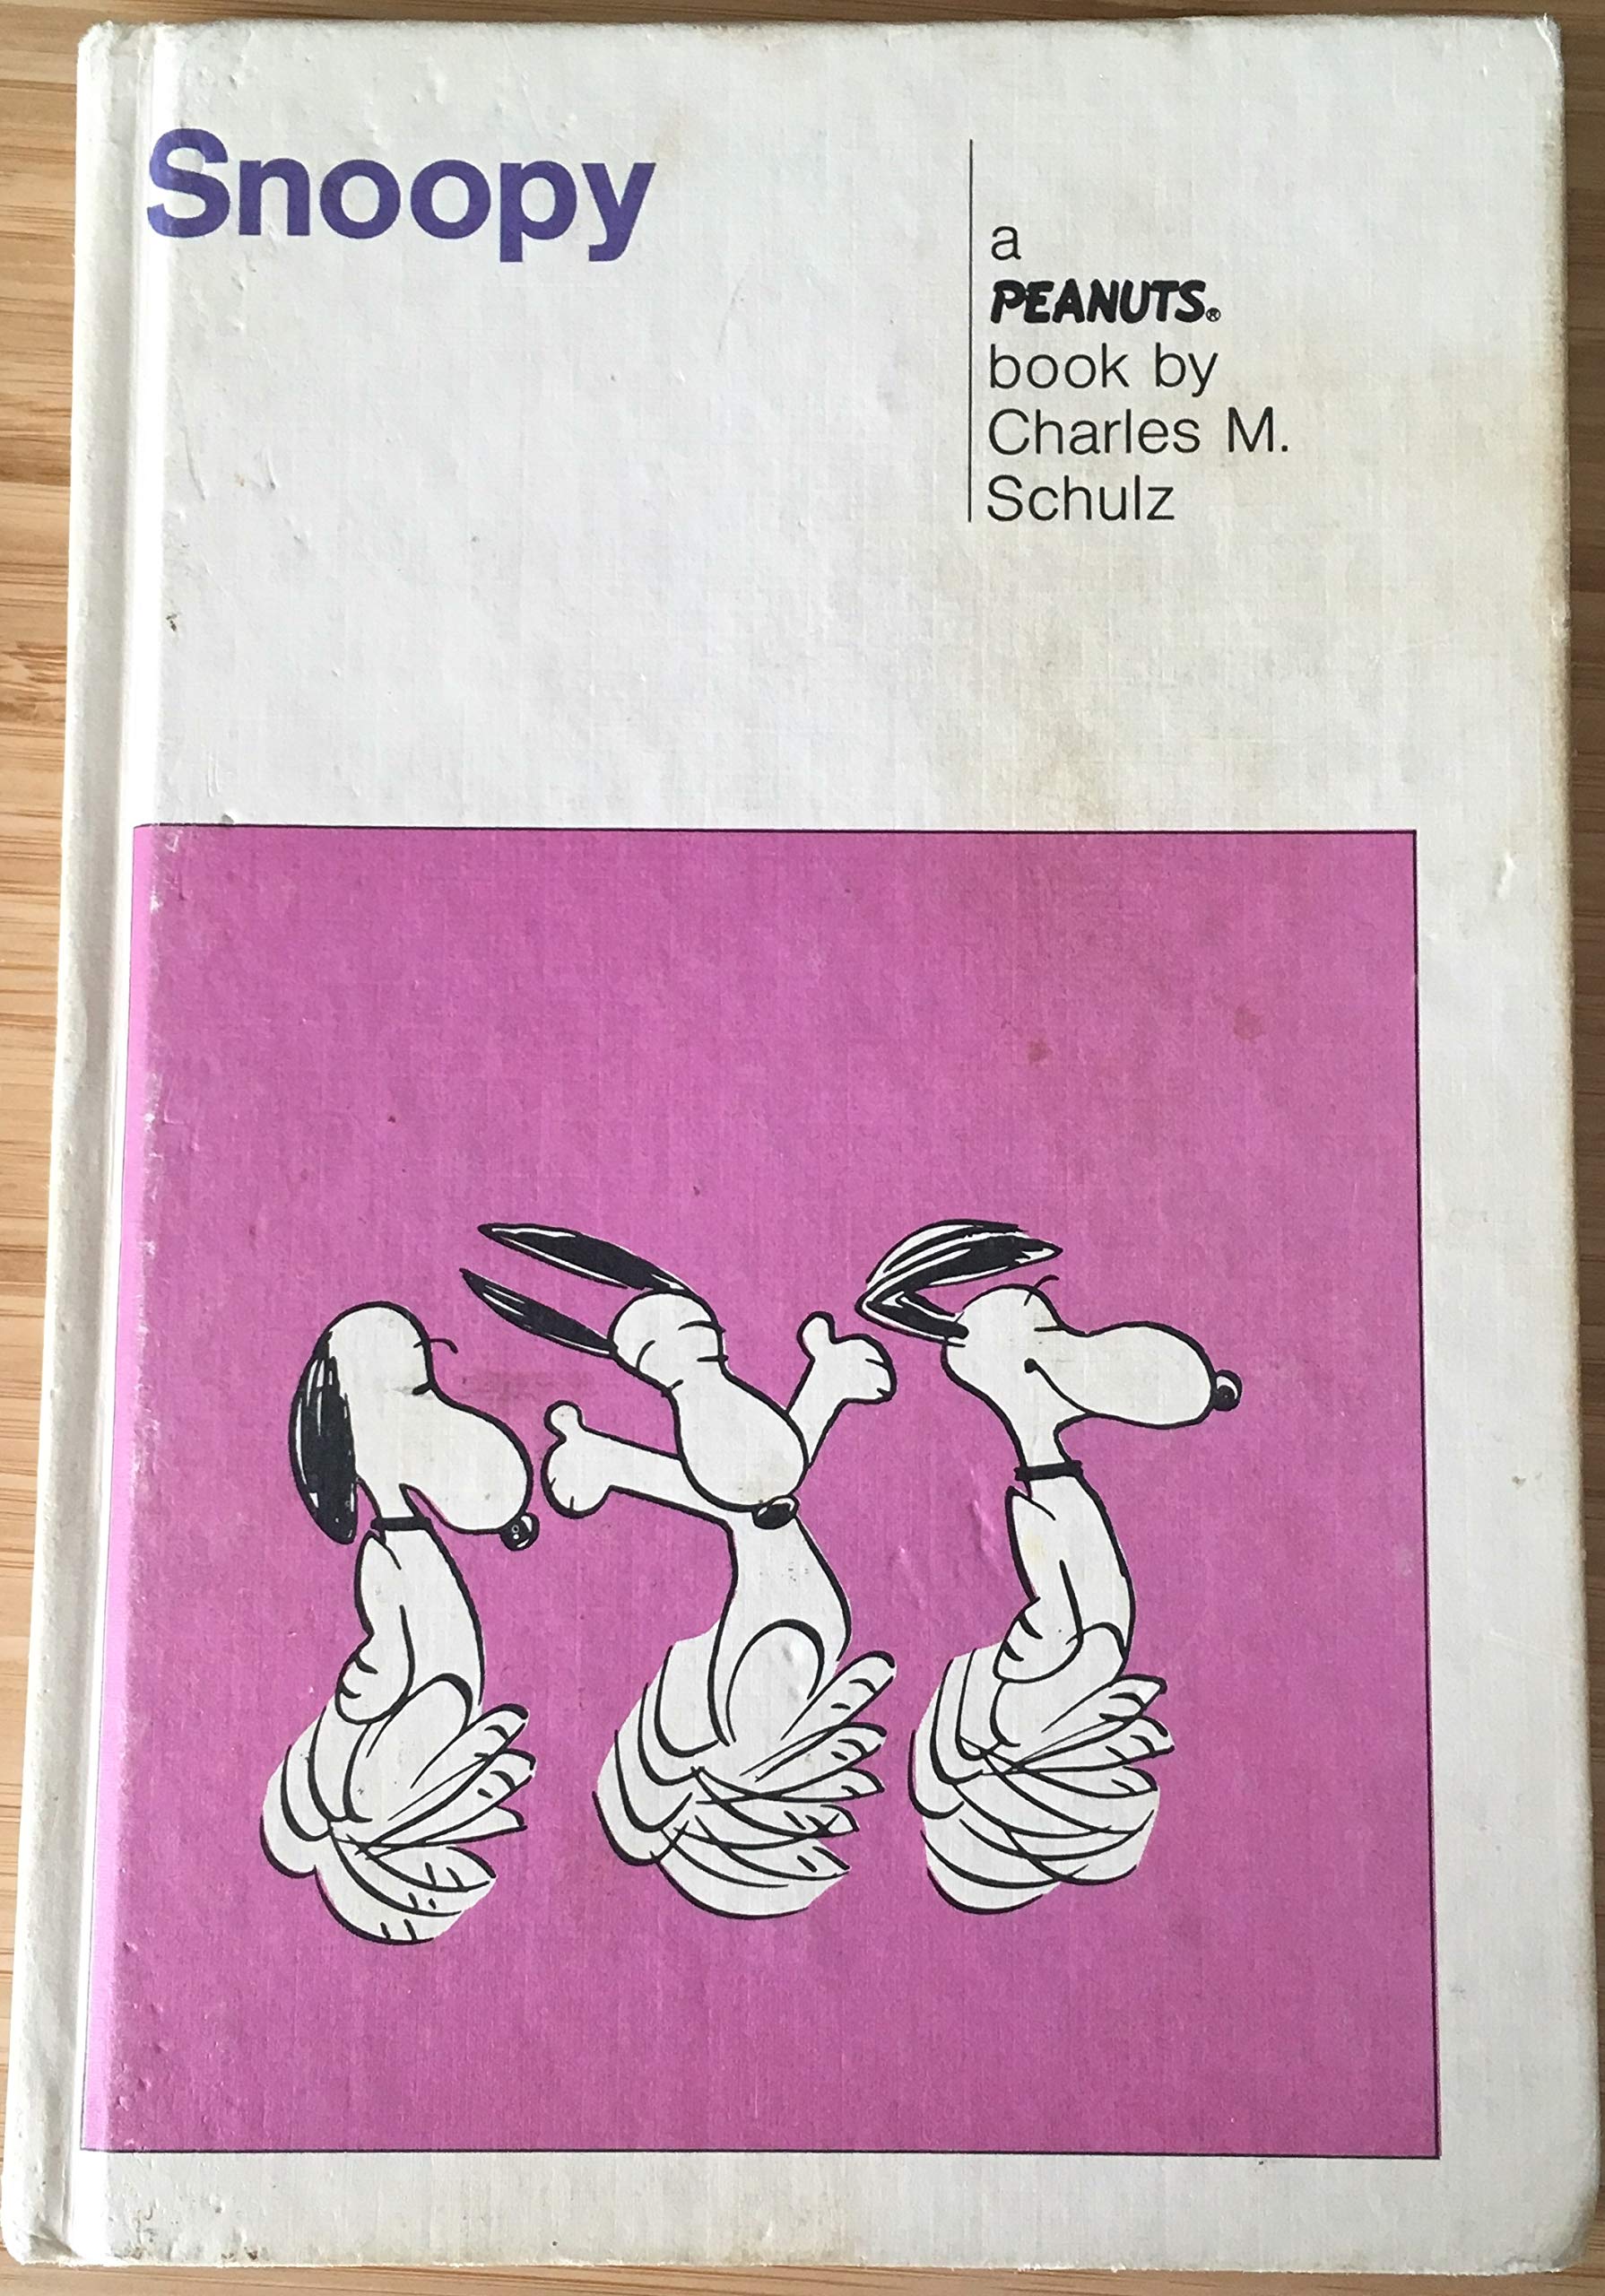 Snoopy
a
PEANUTS®
book by
Charles M.
Schulz